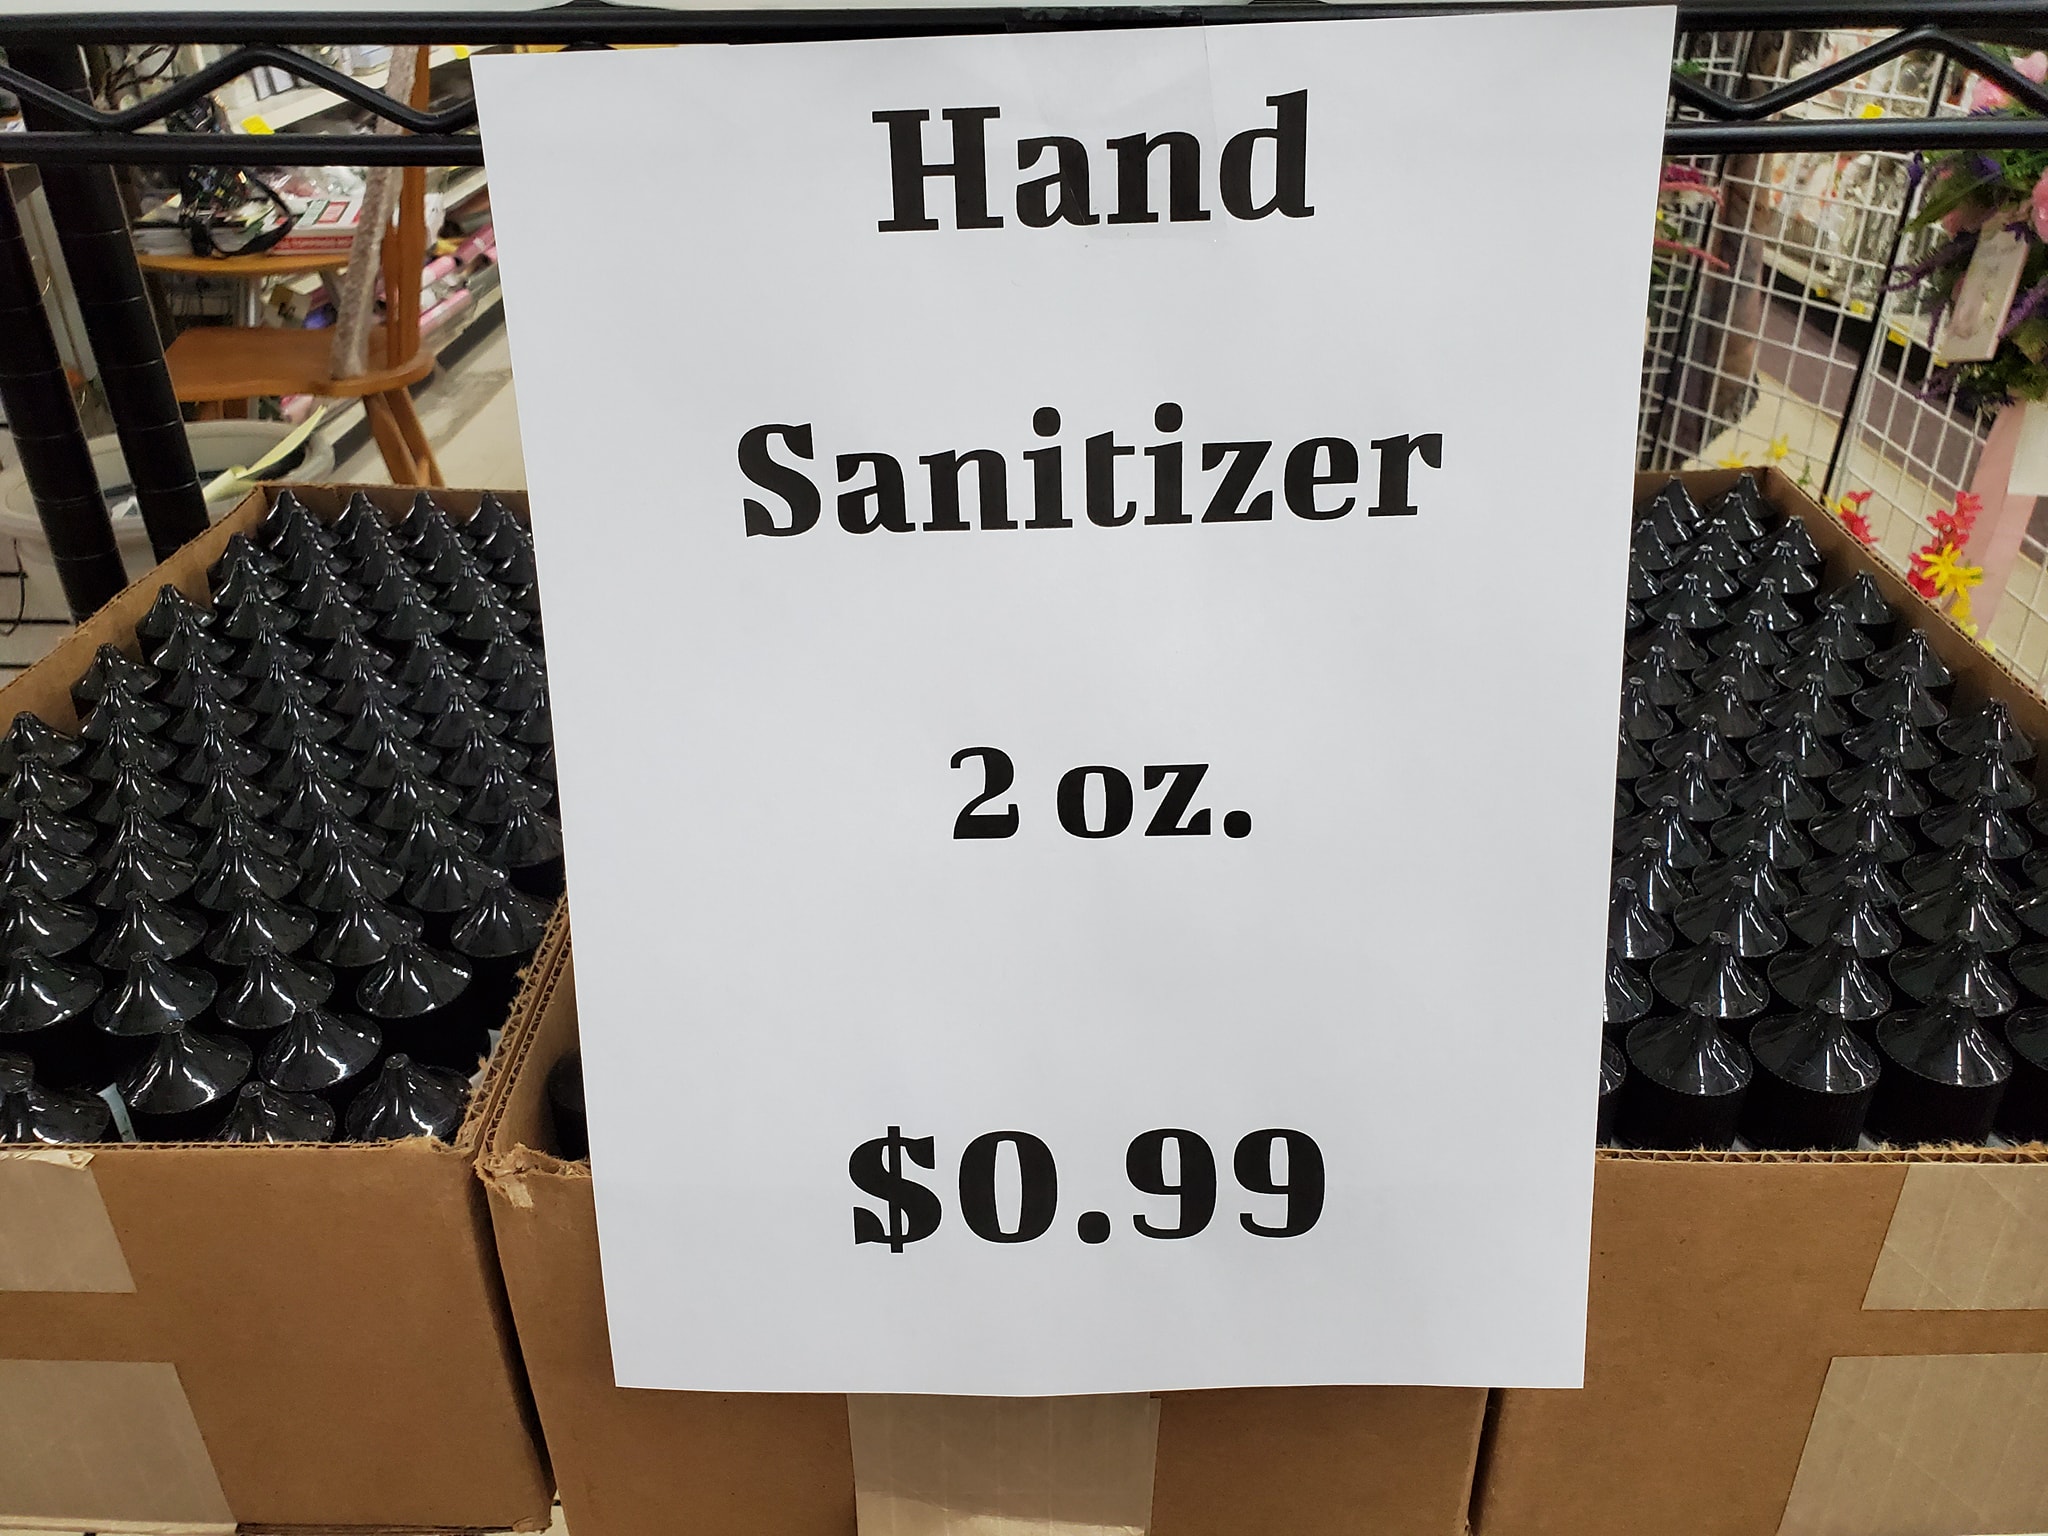 Hand
Sanitizer
2 oz.
$0.99